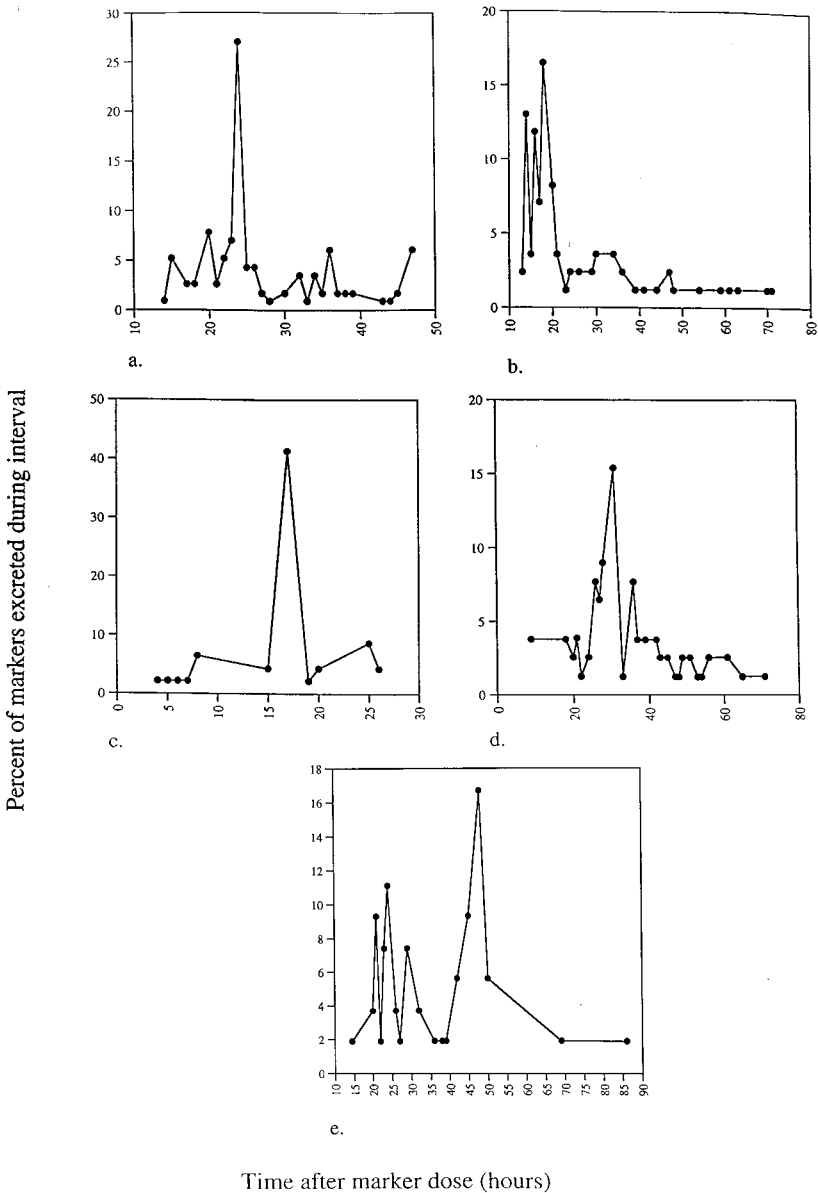 30
25
20
15
10
5
0
10 20 30 40 50
a.
20
15
10
5
0
10 20 30 40 50 60 70 80
b.
50
40
30
20
10
0
0 5 10 15 20 25 30
c.
20
15
10
5
0
0 20 40 60 80
d.
18
16
14
12
10
8
6
4
2
0
10 15 20 25 30 35 40 45 50 55 60 65 70 75 80 85 90
e.
Percent of markers excreted during interval
Time after marker dose (hours)